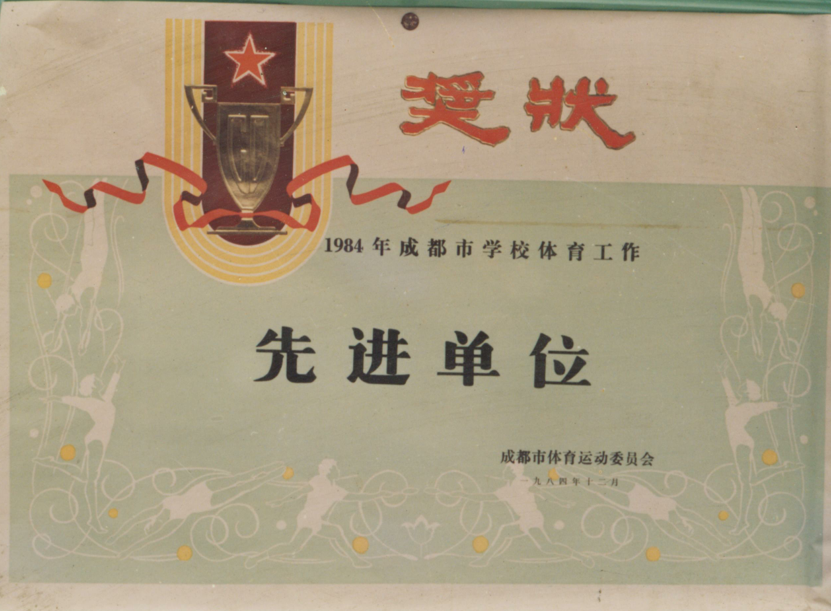 奖状
1984年成都市学校体育工作
先进单位
成都市体育运动委员会
一九八四年十二月